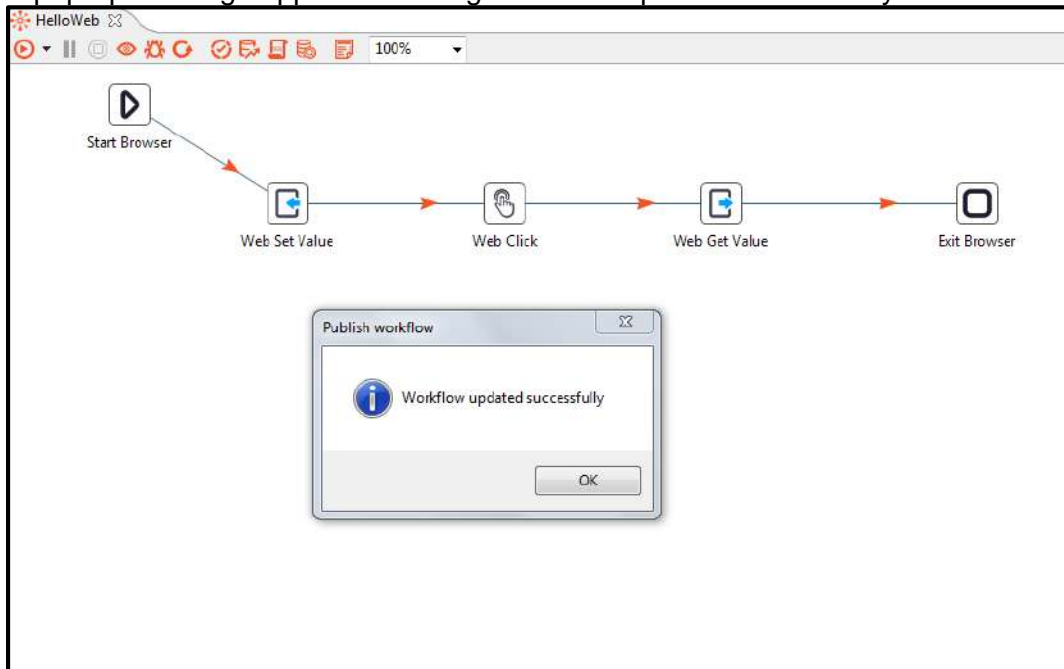 HelloWeb
100%
Start Browser
Web Set Value
Web Click
Web Get Value
Exit Browser
Publish workflow
Workflow updated successfully
OK